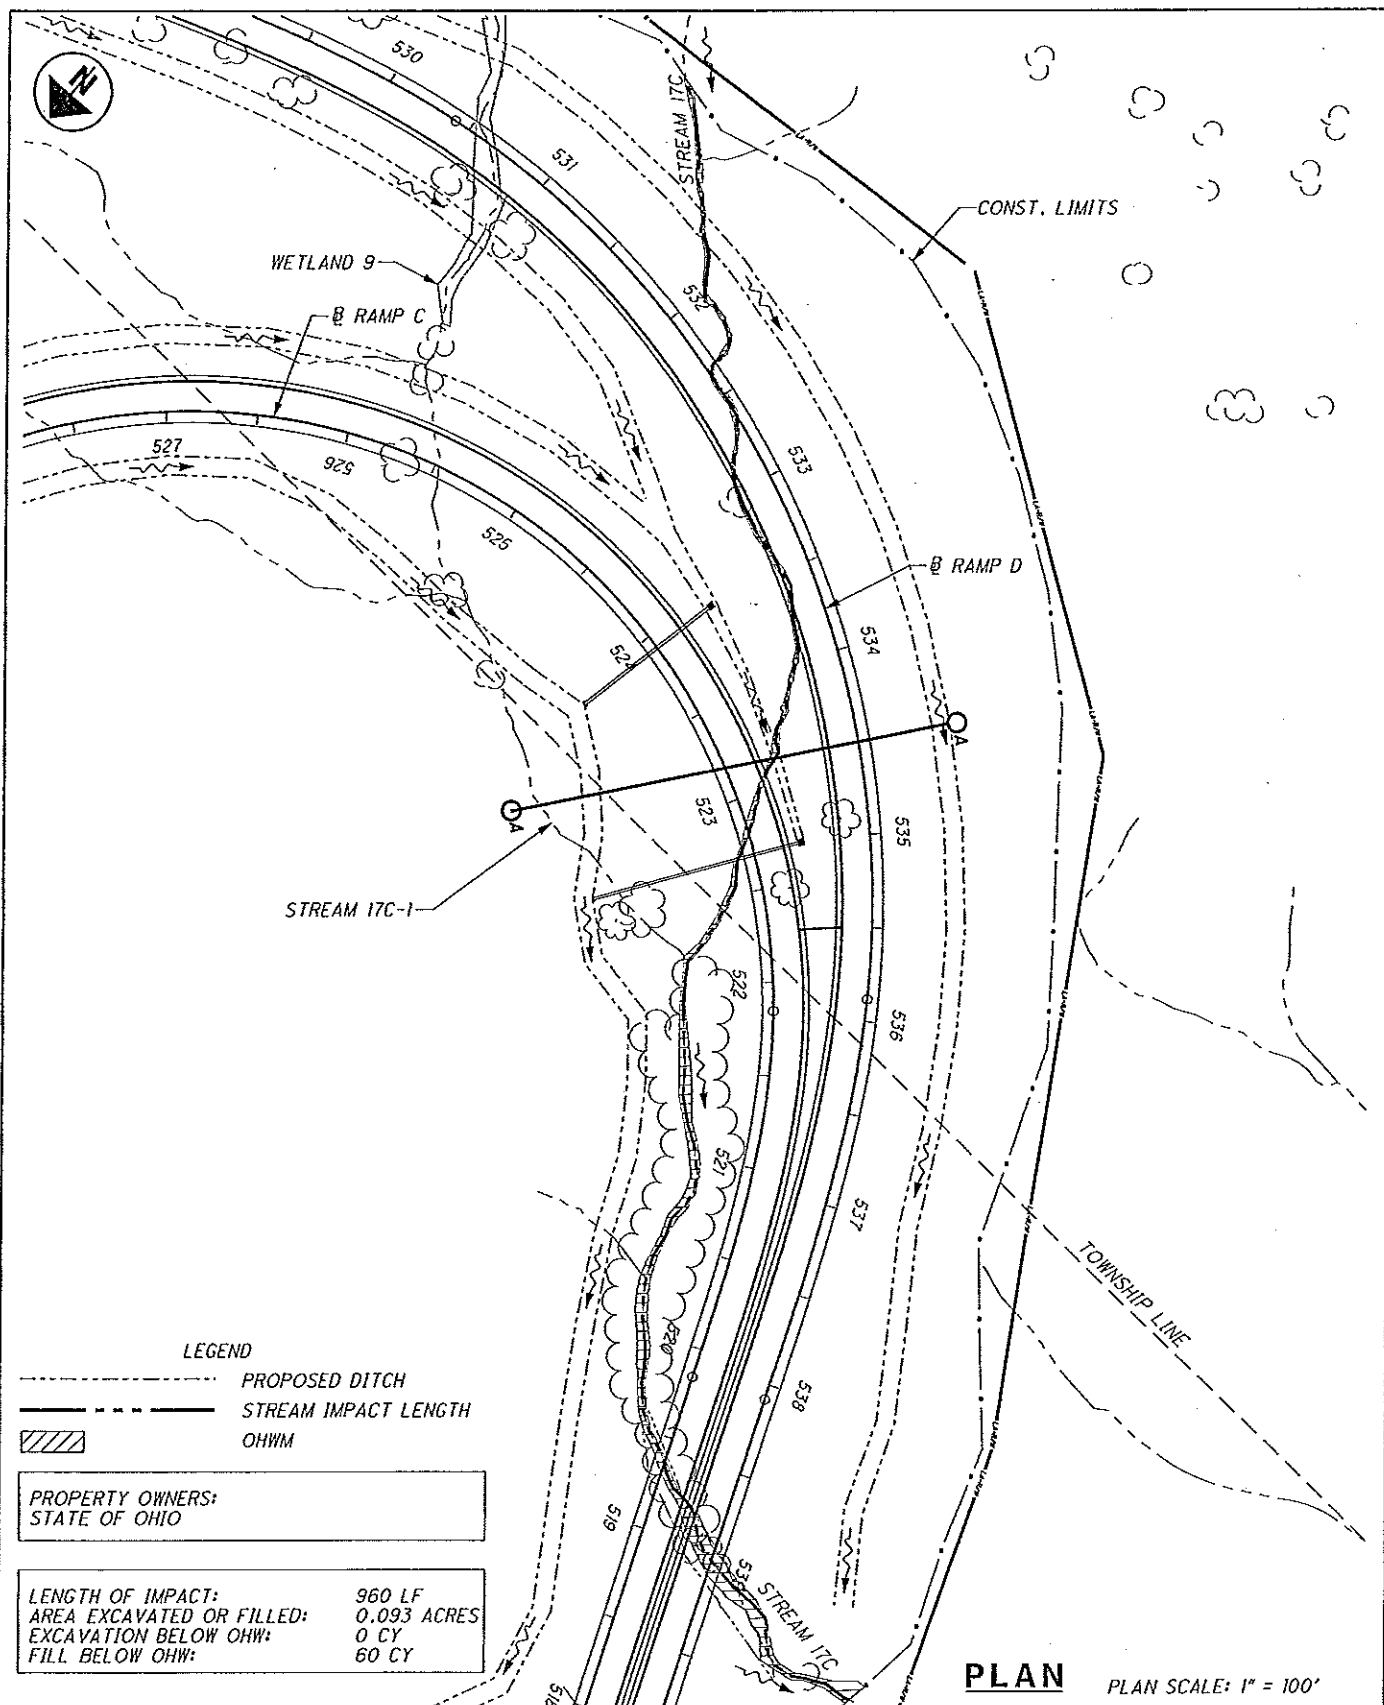 N
530
STREAM 17C
531
CONST. LIMITS
WETLAND 9
532
B RAMP C
533
527
526
525
B RAMP D
534
524
A
523
A
535
STREAM 17C-1
522
536
521
537
TOWNSHIP LINE
520
538
LEGEND
PROPOSED DITCH
STREAM IMPACT LENGTH
OHWM
PROPERTY OWNERS:
STATE OF OHIO
519
STREAM 17C
LENGTH OF IMPACT: 960 LF
AREA EXCAVATED OR FILLED: 0.093 ACRES
EXCAVATION BELOW OHW: 0 CY
FILL BELOW OHW: 60 CY
518
PLAN
PLAN SCALE: 1" = 100'